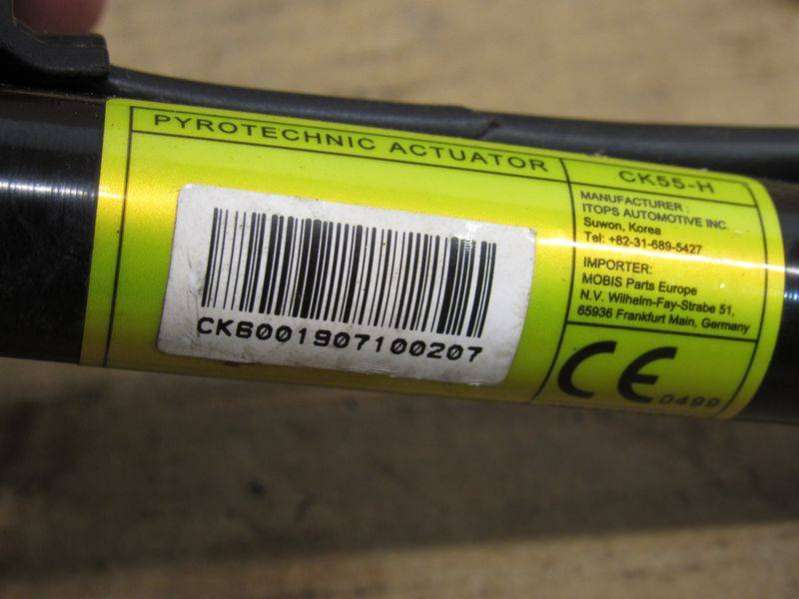 PYROTECHNIC ACTUATOR
CK55-H
MANUFACTURER :
ITOPS AUTOMOTIVE INC.
Suwon, Korea
Tel: +82-31-689-5427
IMPORTER:
MOBIS Parts Europe
N.V. Wilhelm-Fay-Strabe 51,
65936 Frankfurt Main, Germany
CKB001907100207
CE 0499